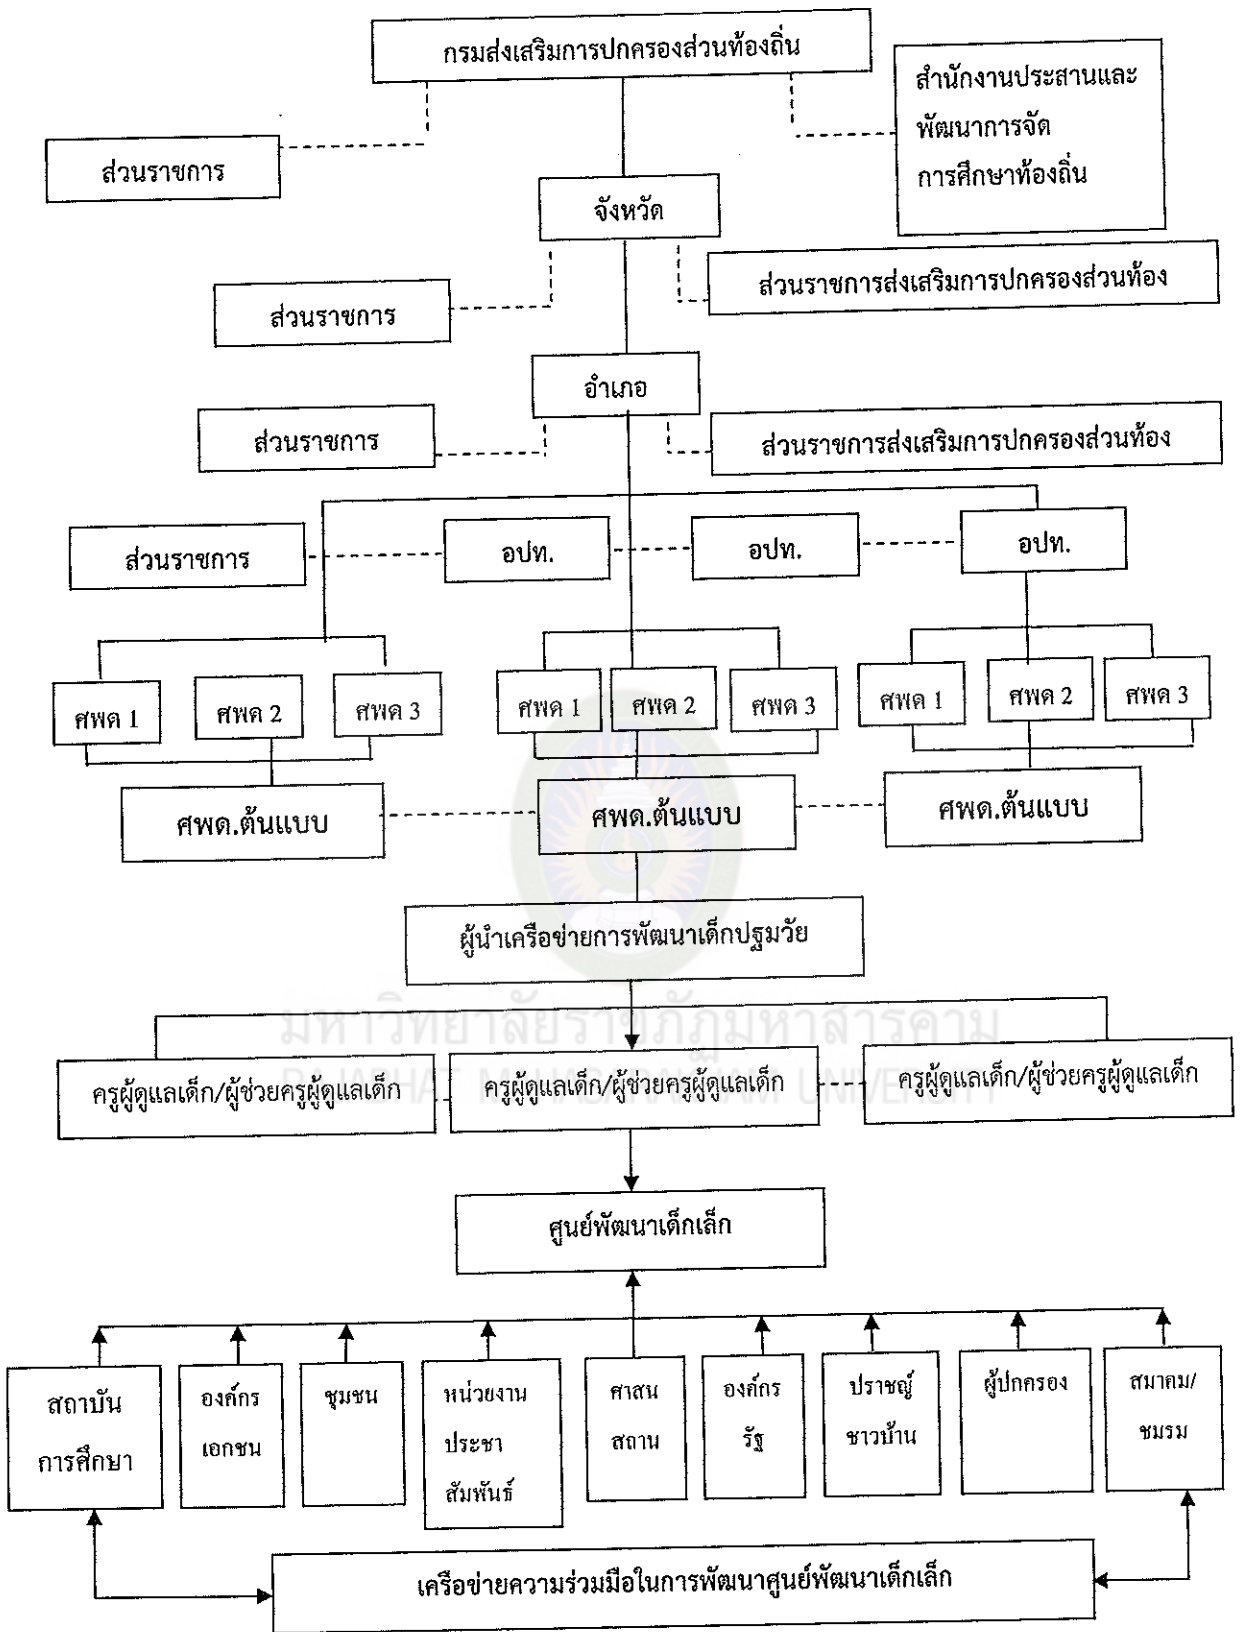 กรมส่งเสริมการปกครองส่วนท้องถิ่น
สำนักงานประสานและ
พัฒนาการจัด
การศึกษาท้องถิ่น
ส่วนราชการ
จังหวัด
ส่วนราชการส่งเสริมการปกครองส่วนท้อง
ส่วนราชการ
อำเภอ
ส่วนราชการ
ส่วนราชการส่งเสริมการปกครองส่วนท้อง
ส่วนราชการ
อปท.
อปท.
อปท.
ศพด 1
ศพด 2
ศพด 3
ศพด 1
ศพด 2
ศพด 3
ศพด 1
ศพด 2
ศพด 3
ศพด.ต้นแบบ
ศพด.ต้นแบบ
ศพด.ต้นแบบ
ผู้นำเครือข่ายการพัฒนาเด็กปฐมวัย
มหาวิทยาลัยราชภัฏมหาสารคาม
RAJABHAT MAHASARAKHAM UNIVERSITY
ครูผู้ดูแลเด็ก/ผู้ช่วยครูผู้ดูแลเด็ก
ครูผู้ดูแลเด็ก/ผู้ช่วยครูผู้ดูแลเด็ก
ครูผู้ดูแลเด็ก/ผู้ช่วยครูผู้ดูแลเด็ก
ศูนย์พัฒนาเด็กเล็ก
สถาบัน
การศึกษา
องค์กร
เอกชน
ชุมชน
หน่วยงาน
ประชา
สัมพันธ์
ศาสน
สถาน
องค์กร
รัฐ
ปราชญ์
ชาวบ้าน
ผู้ปกครอง
สมาคม/
ชมรม
เครือข่ายความร่วมมือในการพัฒนาศูนย์พัฒนาเด็กเล็ก